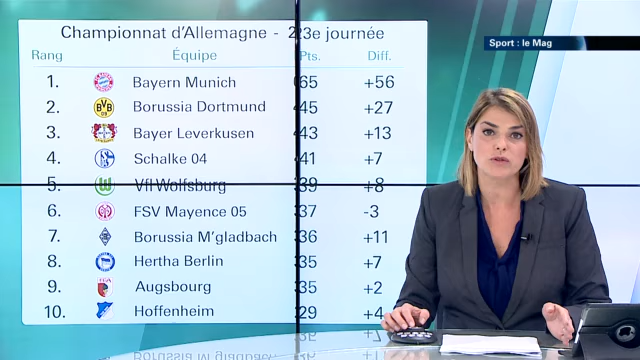 Championnat d'Allemagne - 23e journée
Rang Équipe Pts. Diff.
1. Bayern Munich 65 +56
2. Borussia Dortmund 45 +27
3. Bayer Leverkusen 43 +13
4. Schalke 04 41 +7
5. Vfl Wolfsburg 39 +8
6. FSV Mayence 05 37 -3
7. Borussia M'gladbach 36 +11
8. Hertha Berlin 35 +7
9. Augsbourg 35 +2
10. Hoffenheim 29 +4
Sport : le Mag